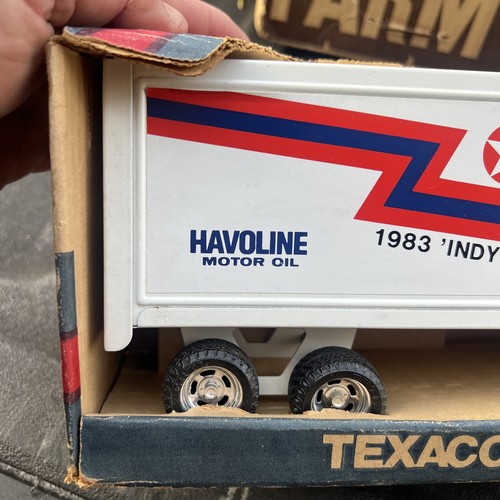 FARM
HAVOLINE
MOTOR OIL
1983 'INDY
TEXACO